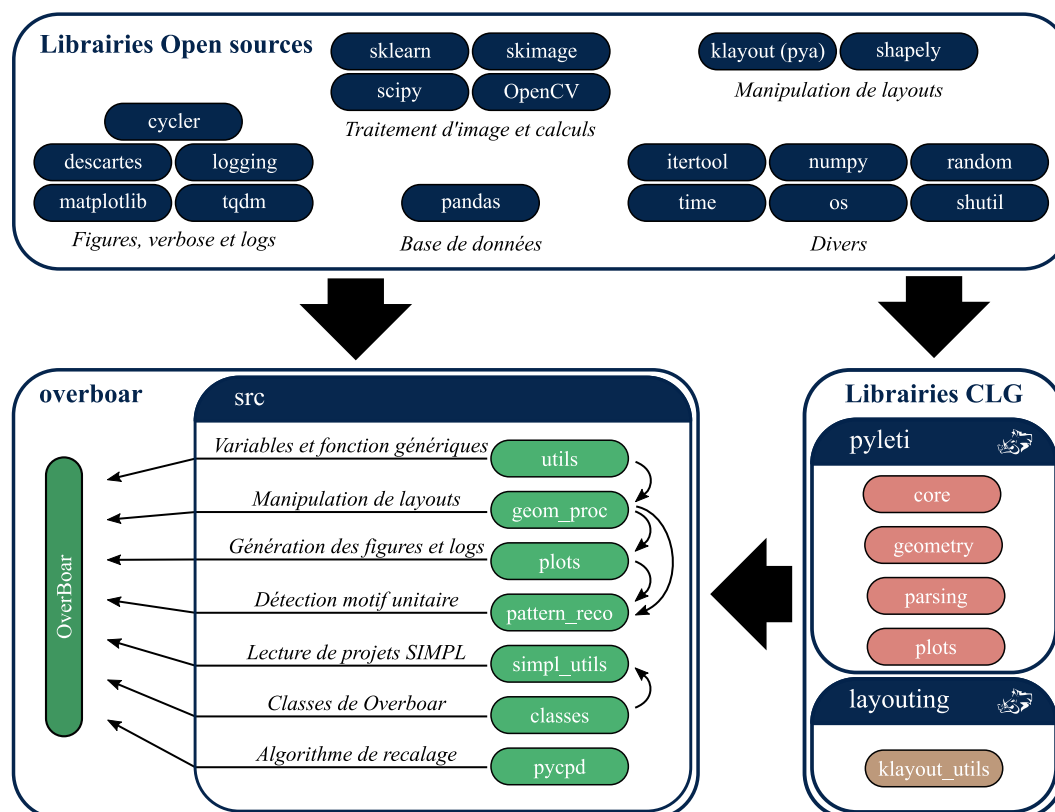 Librairies Open sources
sklearn
skimage
scipy
OpenCV
Traitement d'image et calculs
klayout (pya)
shapely
Manipulation de layouts
cycler
descartes
logging
matplotlib
tqdm
Figures, verbose et logs
pandas
Base de données
itertool
numpy
random
time
os
shutil
Divers
overboar
src
OverBoar
Variables et fonction génériques
utils
Manipulation de layouts
geom_proc
Génération des figures et logs
plots
Détection motif unitaire
pattern_reco
Lecture de projets SIMPL
simpl_utils
Classes de Overboar
classes
Algorithme de recalage
pycpd
Librairies CLG
pyleti
core
geometry
parsing
plots
layouting
klayout_utils